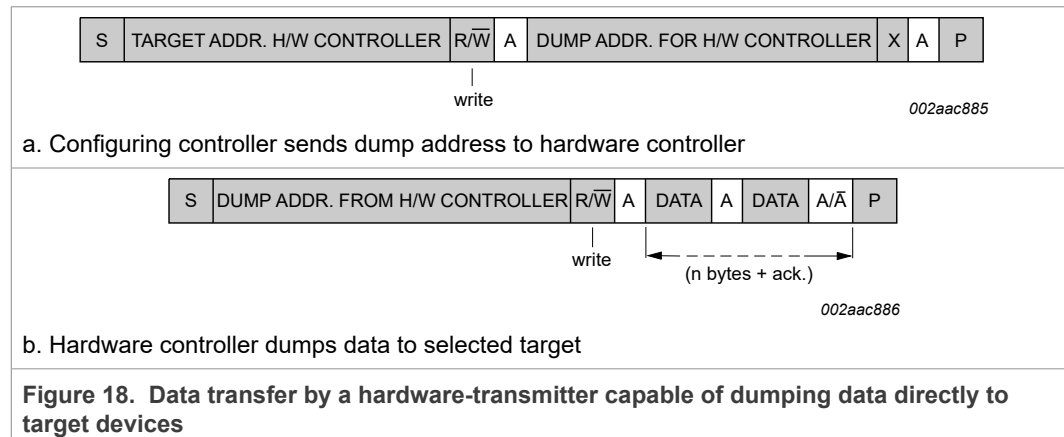 S TARGET ADDR. H/W CONTROLLER R/W̅ A DUMP ADDR. FOR H/W CONTROLLER X A P
write
002aac885
a. Configuring controller sends dump address to hardware controller
S DUMP ADDR. FROM H/W CONTROLLER R/W̅ A DATA A DATA A/A̅ P
write
(n bytes + ack.)
002aac886
b. Hardware controller dumps data to selected target
Figure 18. Data transfer by a hardware-transmitter capable of dumping data directly to
target devices